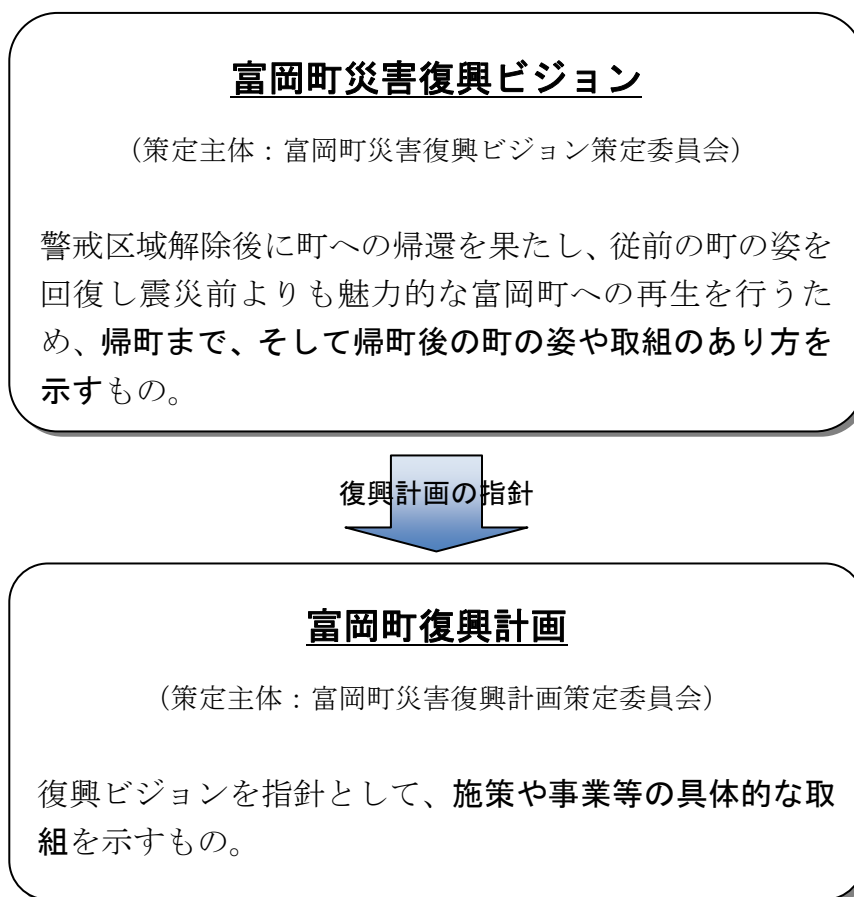 富岡町災害復興ビジョン
（策定主体：富岡町災害復興ビジョン策定委員会）
警戒区域解除後に町への帰還を果たし、従前の町の姿を
回復し震災前よりも魅力的な富岡町への再生を行うた
め、帰町まで、そして帰町後の町の姿や取組のあり方を
示すもの。
復興計画の指針
富岡町復興計画
（策定主体：富岡町災害復興計画策定委員会）
復興ビジョンを指針として、施策や事業等の具体的な取
組を示すもの。